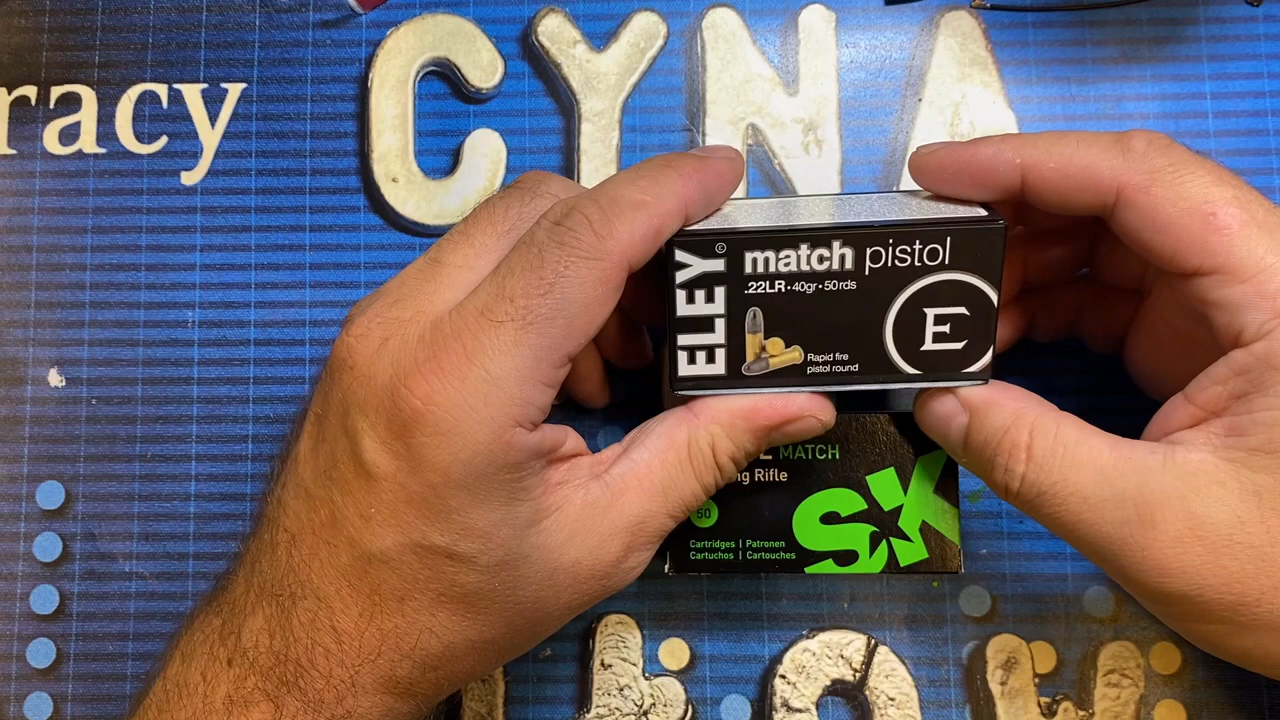 racy
CYNA
ELEY
match pistol
.22LR • 40gr • 50 rds
E
Rapid fire
pistol round
MATCH
ng Rifle
50
SK
Cartridges | Patronen
Cartuchos | Cartouches